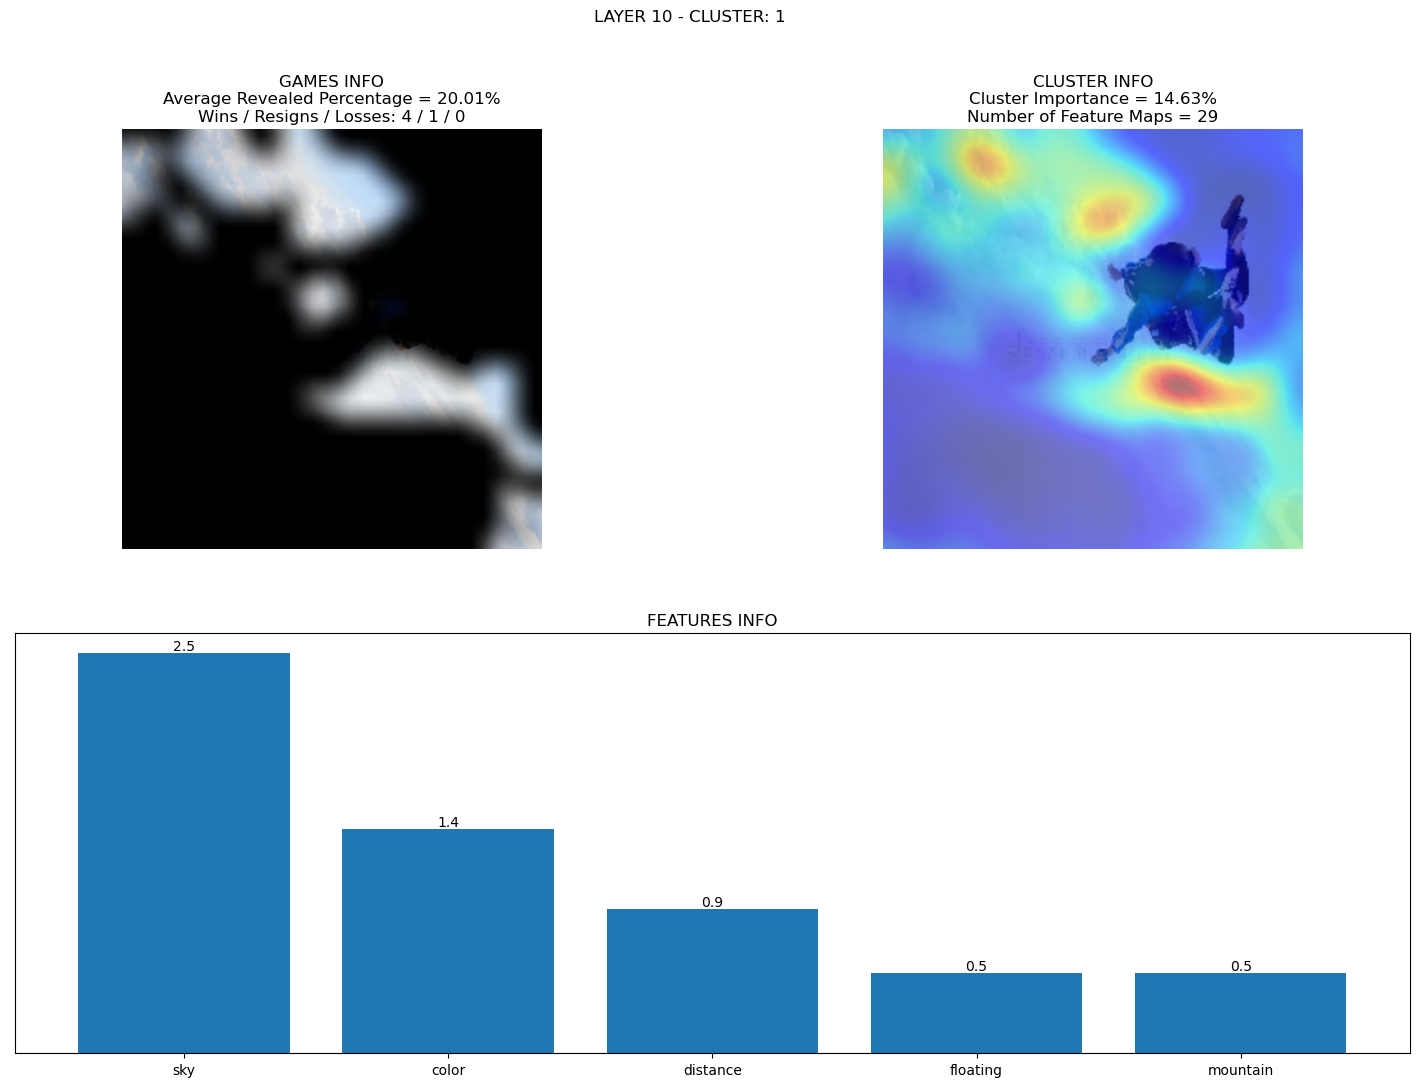 LAYER 10 - CLUSTER: 1
GAMES INFO
Average Revealed Percentage = 20.01%
Wins / Resigns / Losses: 4 / 1 / 0
CLUSTER INFO
Cluster Importance = 14.63%
Number of Feature Maps = 29
FEATURES INFO
2.5
1.4
0.9
0.5
0.5
sky
color
distance
floating
mountain